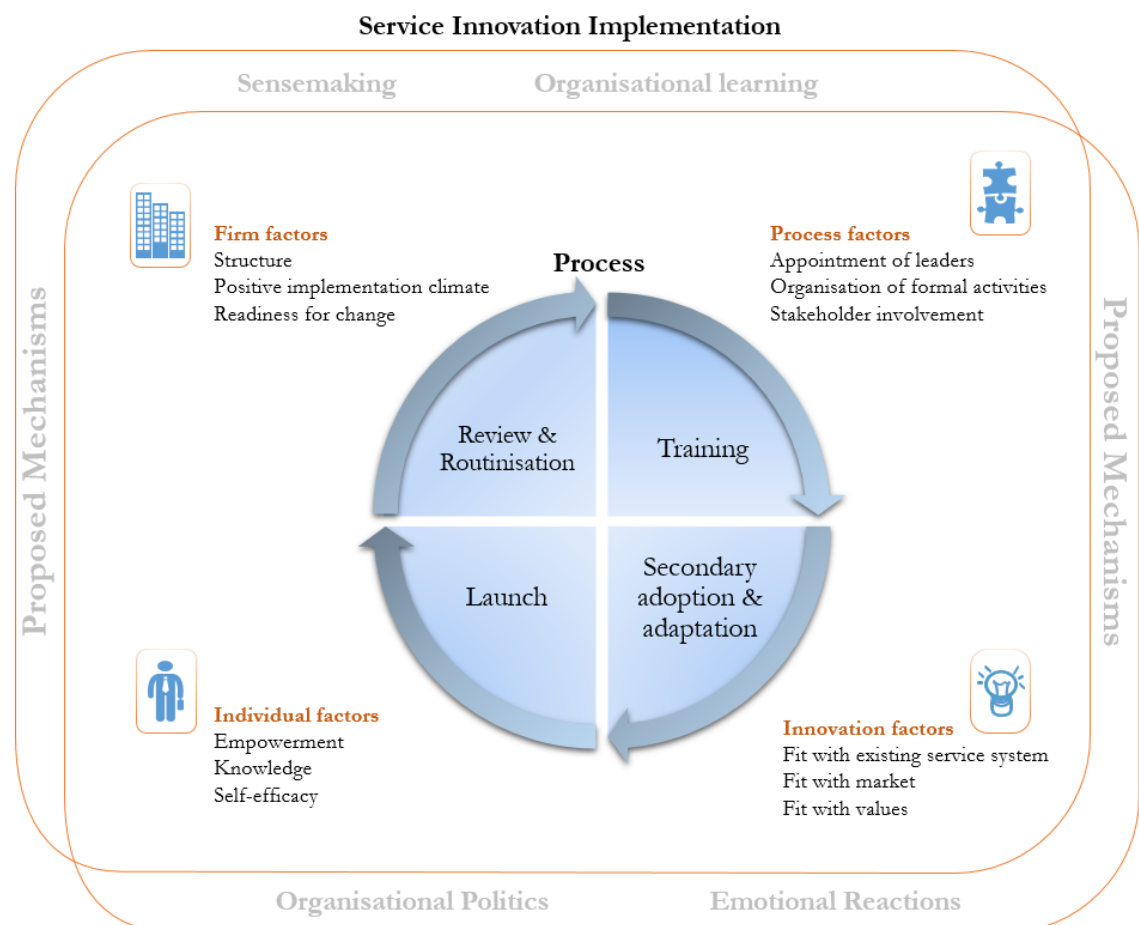 Service Innovation Implementation
Sensemaking
Organisational learning
Proposed Mechanisms
Firm factors
Structure
Positive implementation climate
Readiness for change
Process factors
Appointment of leaders
Organisation of formal activities
Stakeholder involvement
Process
Review &
Routinisation
Training
Launch
Secondary
adoption &
adaptation
Individual factors
Empowerment
Knowledge
Self-efficacy
Innovation factors
Fit with existing service system
Fit with market
Fit with values
Proposed Mechanisms
Organisational Politics
Emotional Reactions